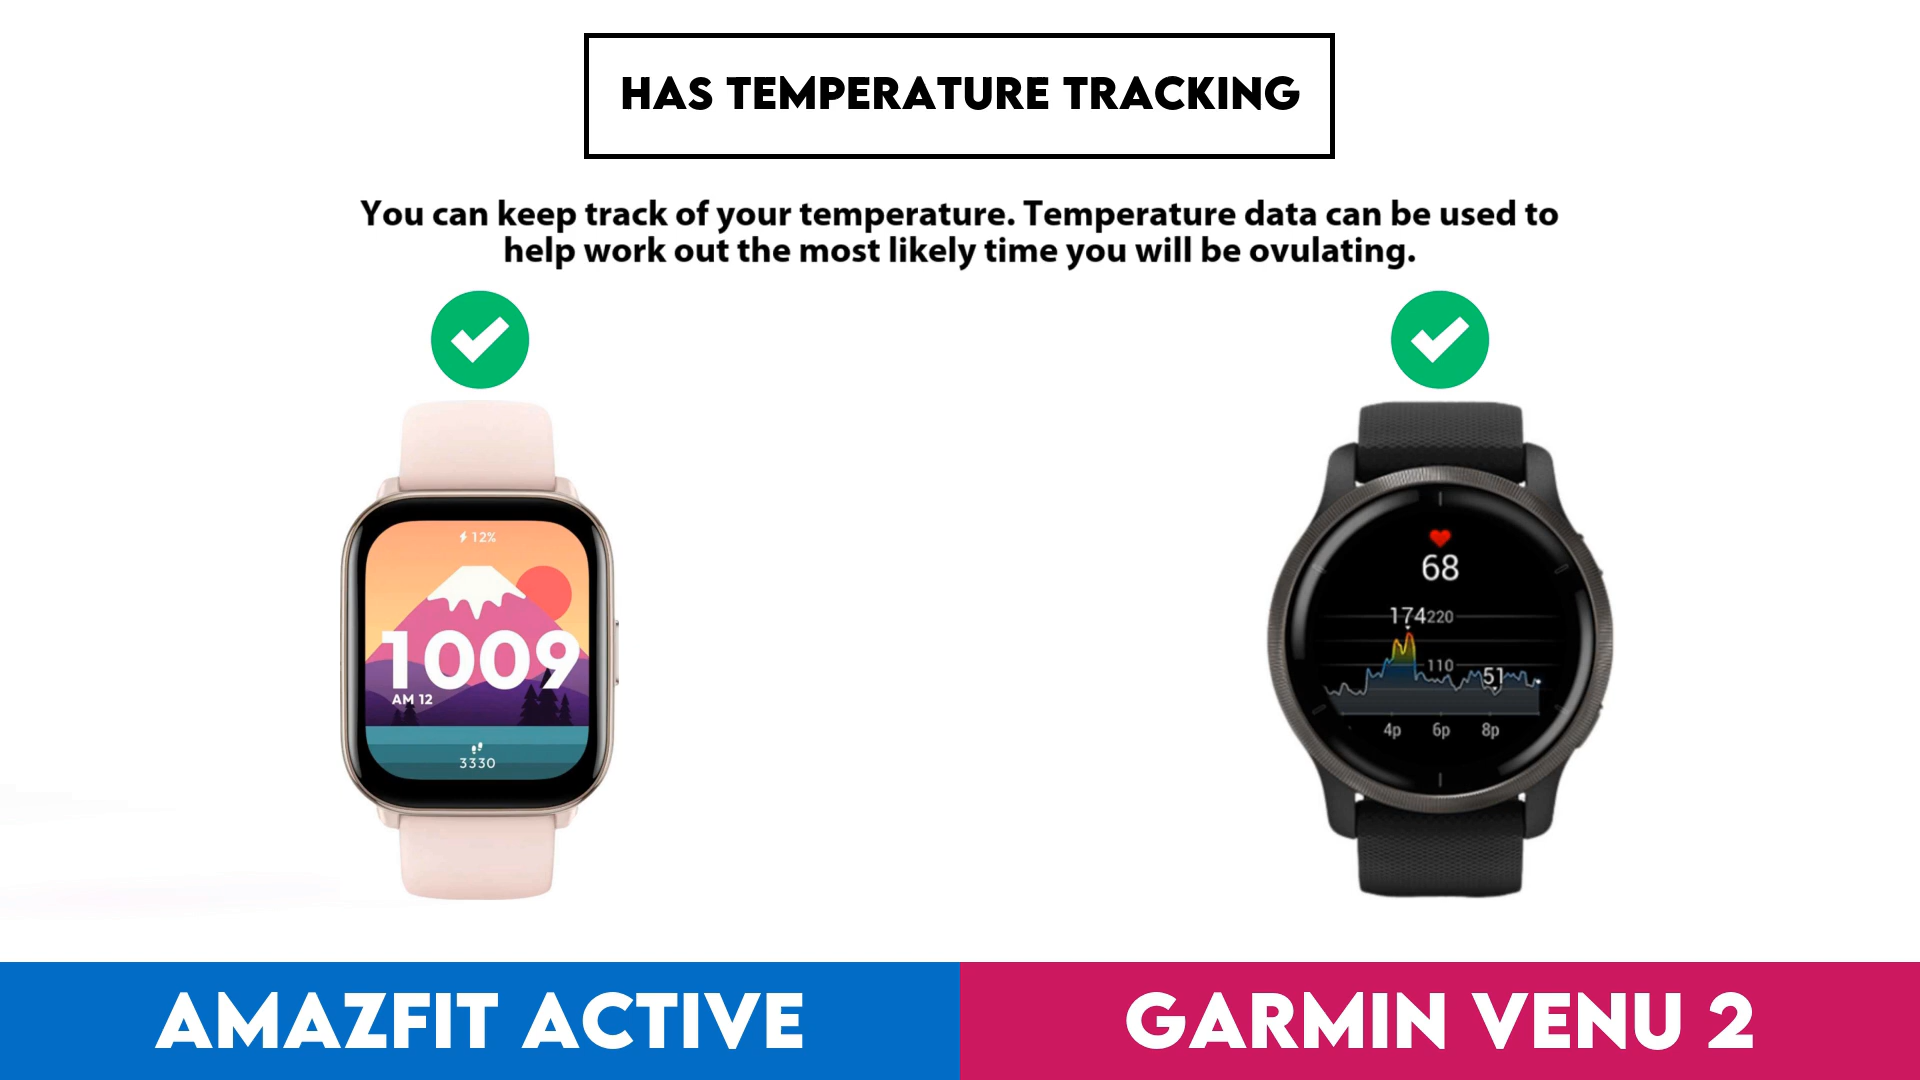 HAS TEMPERATURE TRACKING
You can keep track of your temperature. Temperature data can be used to
help work out the most likely time you will be ovulating.
12%
1009
AM 12
3330
68
174 220
110
51
4p 6p 8p
AMAZFIT ACTIVE
GARMIN VENU 2